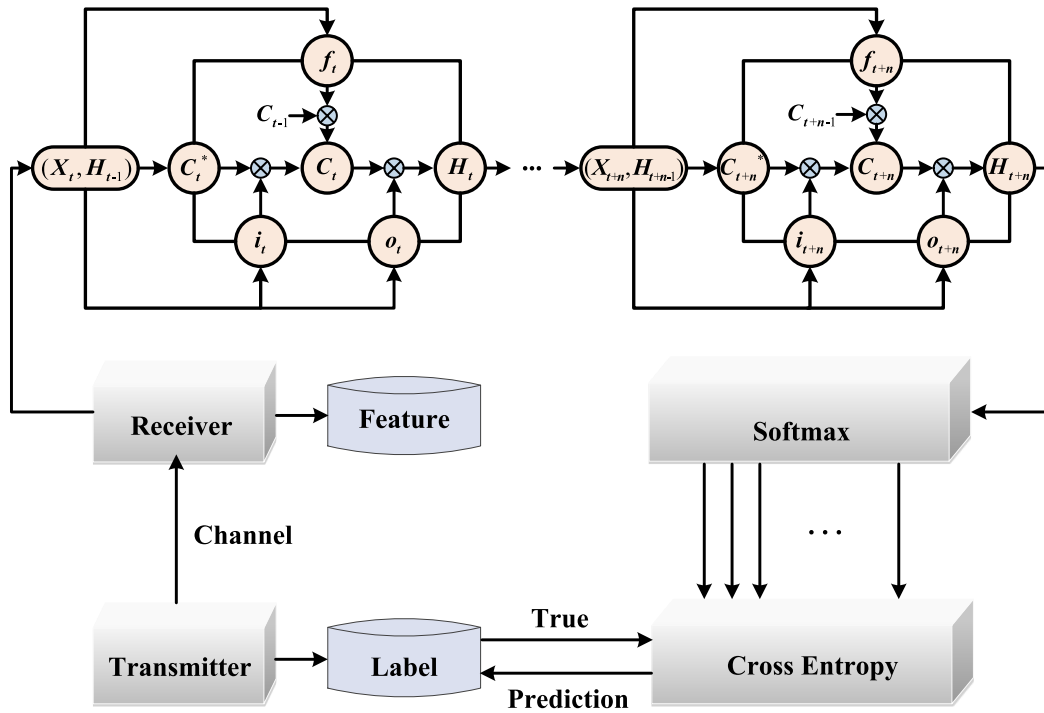 f_t
f_{t+n}
C_{t-1}
C_{t+n-1}
(X_t, H_{t-1})
C_t^*
C_t
H_t
...
(X_{t+n}, H_{t+n-1})
C_{t+n}^*
C_{t+n}
H_{t+n}
i_t
o_t
i_{t+n}
o_{t+n}
Receiver
Feature
Softmax
Channel
...
Transmitter
Label
True
Prediction
Cross Entropy